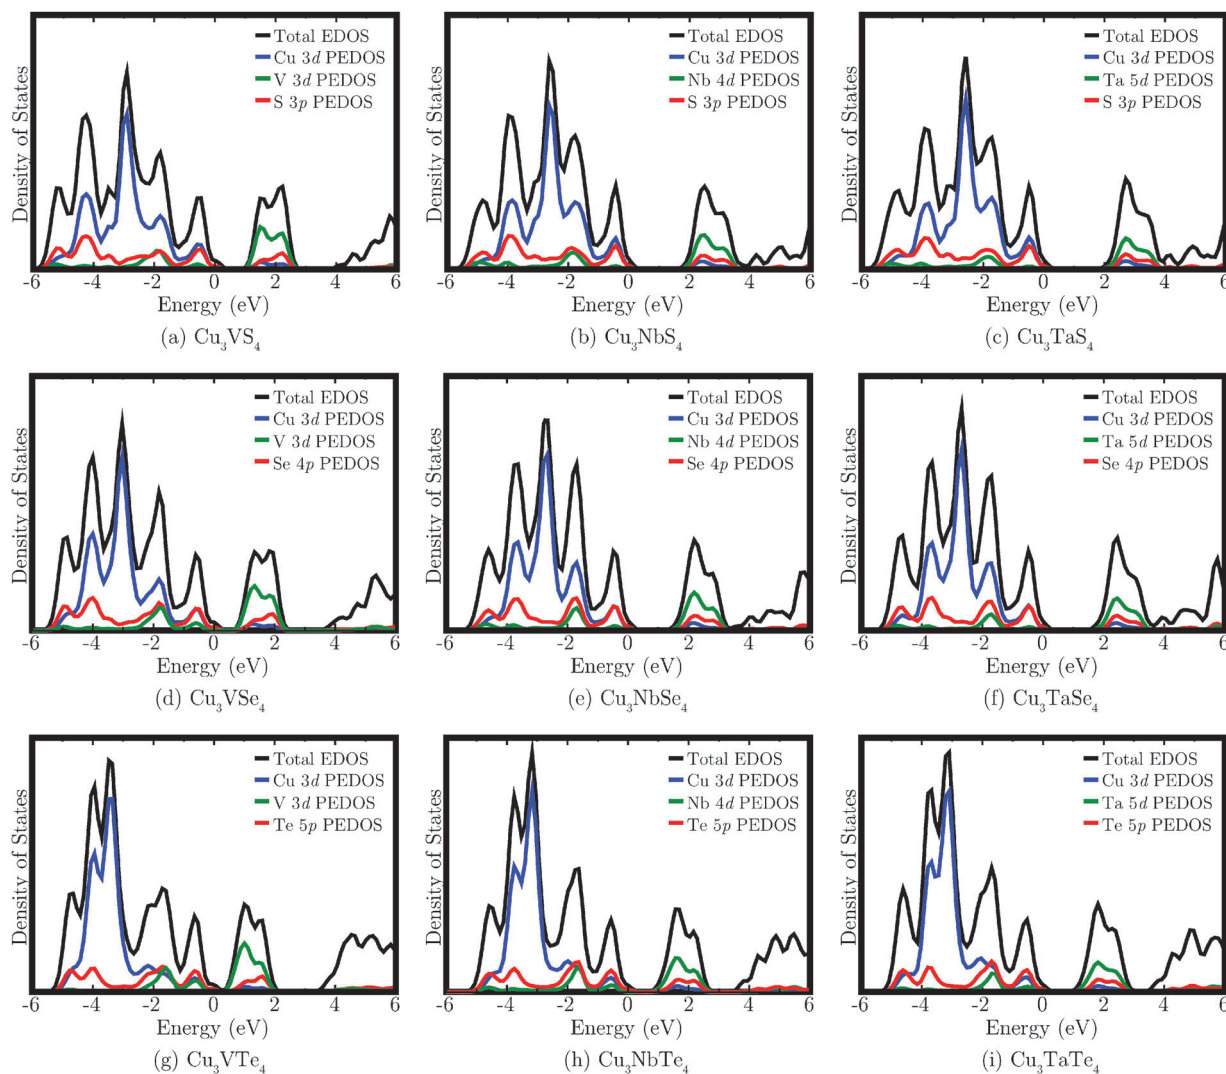 Total EDOS
Cu 3d PEDOS
V 3d PEDOS
S 3p PEDOS
Density of States
-6 -4 -2 0 2 4 6
Energy (eV)
(a) Cu₃VS₄
Total EDOS
Cu 3d PEDOS
Nb 4d PEDOS
S 3p PEDOS
Density of States
-6 -4 -2 0 2 4 6
Energy (eV)
(b) Cu₃NbS₄
Total EDOS
Cu 3d PEDOS
Ta 5d PEDOS
S 3p PEDOS
Density of States
-6 -4 -2 0 2 4 6
Energy (eV)
(c) Cu₃TaS₄
Total EDOS
Cu 3d PEDOS
V 3d PEDOS
Se 4p PEDOS
Density of States
-6 -4 -2 0 2 4 6
Energy (eV)
(d) Cu₃VSe₄
Total EDOS
Cu 3d PEDOS
Nb 4d PEDOS
Se 4p PEDOS
Density of States
-6 -4 -2 0 2 4 6
Energy (eV)
(e) Cu₃NbSe₄
Total EDOS
Cu 3d PEDOS
Ta 5d PEDOS
Se 4p PEDOS
Density of States
-6 -4 -2 0 2 4 6
Energy (eV)
(f) Cu₃TaSe₄
Total EDOS
Cu 3d PEDOS
V 3d PEDOS
Te 5p PEDOS
Density of States
-6 -4 -2 0 2 4 6
Energy (eV)
(g) Cu₃VTe₄
Total EDOS
Cu 3d PEDOS
Nb 4d PEDOS
Te 5p PEDOS
Density of States
-6 -4 -2 0 2 4 6
Energy (eV)
(h) Cu₃NbTe₄
Total EDOS
Cu 3d PEDOS
Ta 5d PEDOS
Te 5p PEDOS
Density of States
-6 -4 -2 0 2 4 6
Energy (eV)
(i) Cu₃TaTe₄